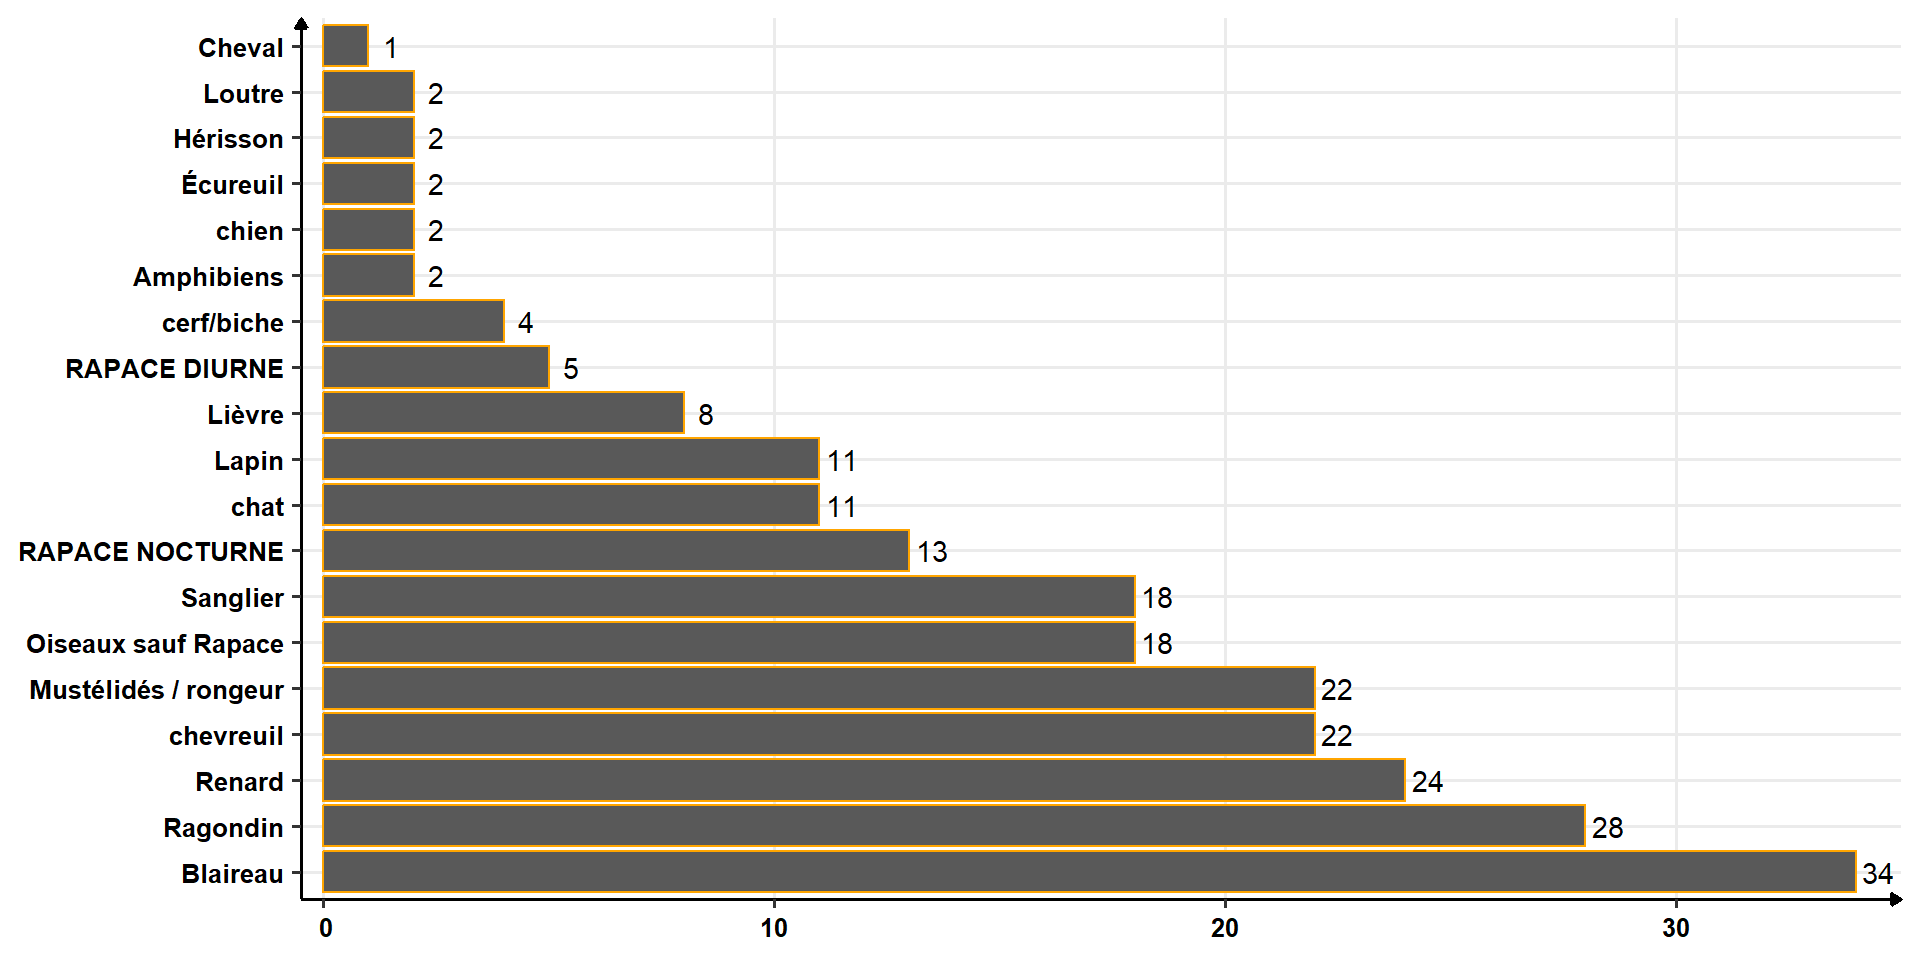 Cheval 1
Loutre 2
Hérisson 2
Écureuil 2
chien 2
Amphibiens 2
cerf/biche 4
RAPACE DIURNE 5
Lièvre 8
Lapin 11
chat 11
RAPACE NOCTURNE 13
Sanglier 18
Oiseaux sauf Rapace 18
Mustélidés / rongeur 22
chevreuil 22
Renard 24
Ragondin 28
Blaireau 34
0 10 20 30